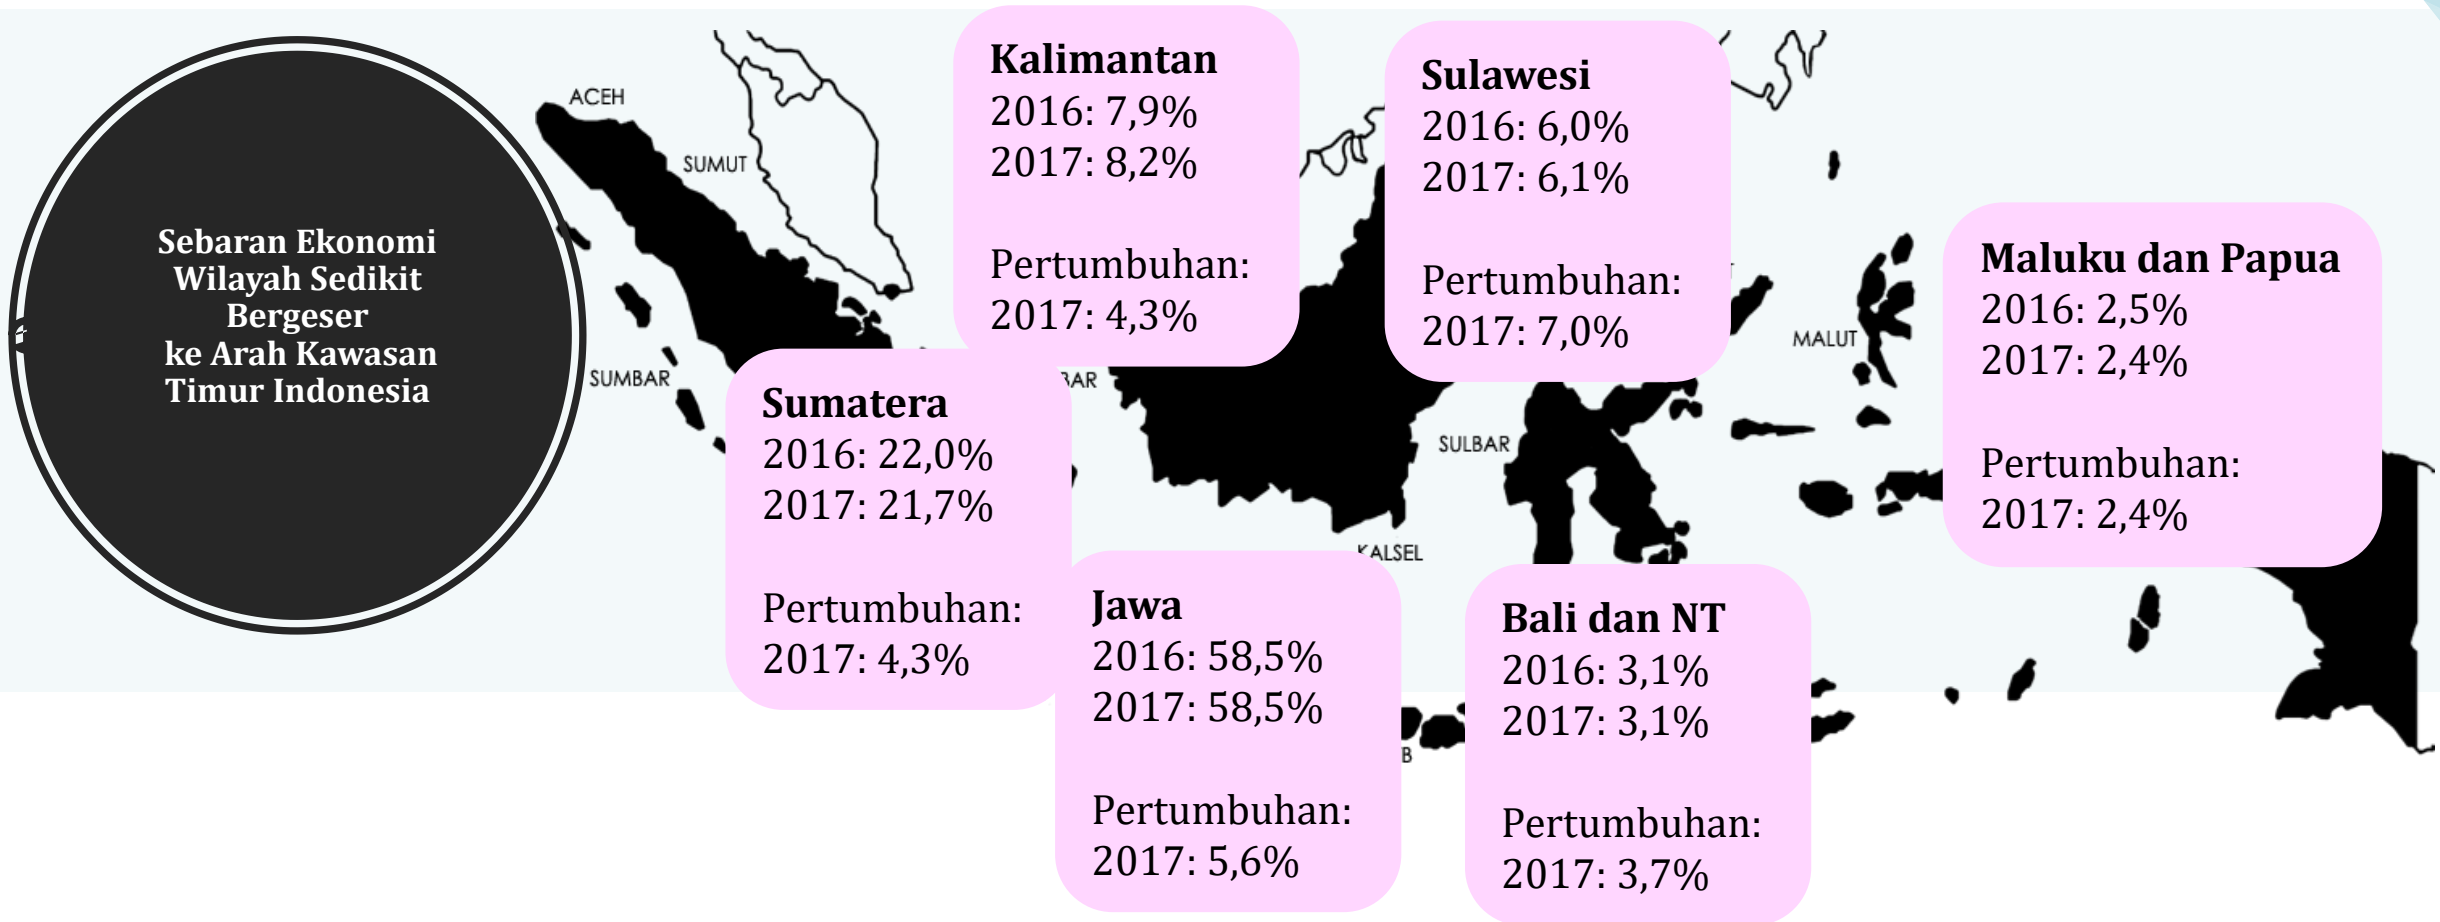 Sebaran Ekonomi
Wilayah Sedikit
Bergeser
ke Arah Kawasan
Timur Indonesia
ACEH
SUMUT
SUMBAR
Kalimantan
2016: 7,9%
2017: 8,2%
Pertumbuhan:
2017: 4,3%
Sulawesi
2016: 6,0%
2017: 6,1%
Pertumbuhan:
2017: 7,0%
MALUT
Maluku dan Papua
2016: 2,5%
2017: 2,4%
Pertumbuhan:
2017: 2,4%
Sumatera
2016: 22,0%
2017: 21,7%
Pertumbuhan:
2017: 4,3%
SULBAR
KALSEL
Jawa
2016: 58,5%
2017: 58,5%
Pertumbuhan:
2017: 5,6%
Bali dan NT
2016: 3,1%
2017: 3,1%
Pertumbuhan:
2017: 3,7%